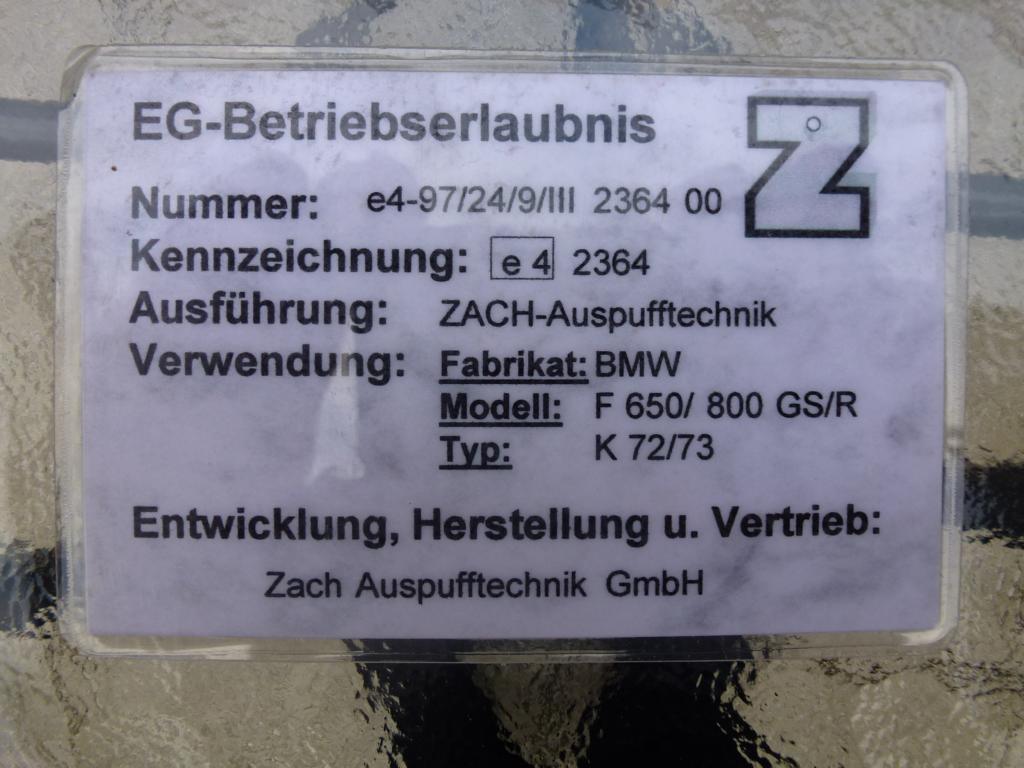 EG-Betriebserlaubnis
Z
Nummer: e4-97/24/9/III 2364 00
Kennzeichnung: e 4 2364
Ausführung: ZACH-Auspufftechnik
Verwendung: Fabrikat: BMW
Modell: F 650/ 800 GS/R
Typ: K 72/73
Entwicklung, Herstellung u. Vertrieb:
Zach Auspufftechnik GmbH